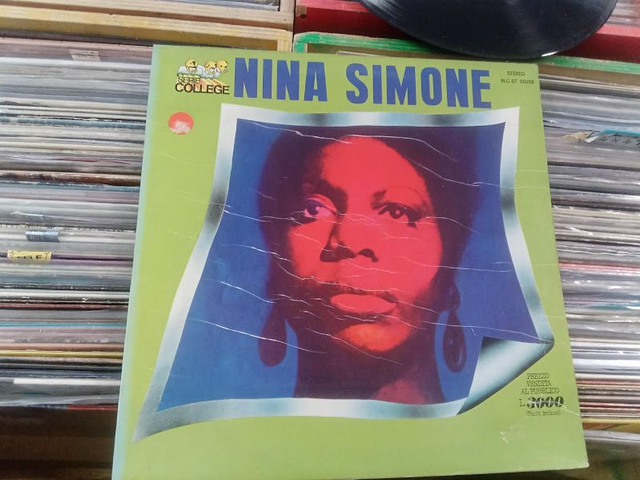 SERIE
COLLEGE
NINA SIMONE
STEREO
PREZZO
VENDITA
AL PUBBLICO
L. 2000